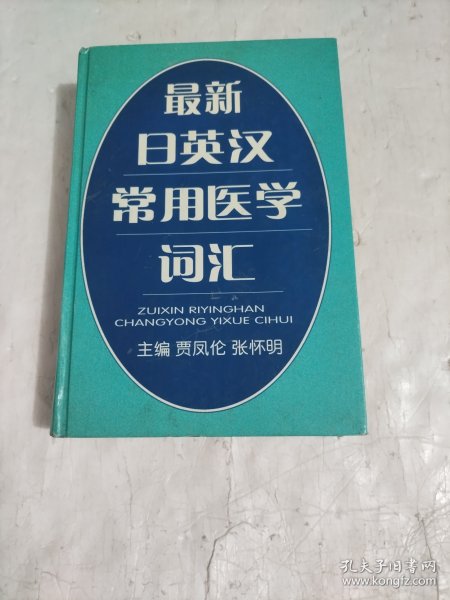 最新
日英汉
常用医学
词汇
ZUIXIN RIYINGHAN
CHANGYONG YIXUE CIHUI
主编 贾凤伦 张怀明
孔夫子旧书网
www.kongfz.com